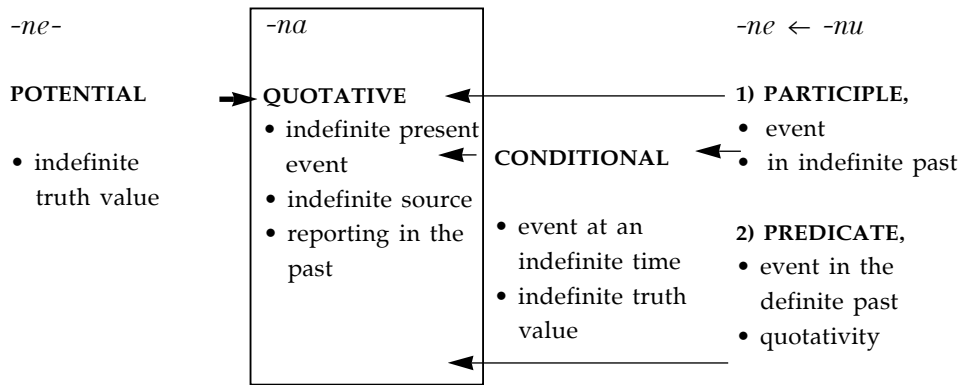 -ne-
POTENTIAL
• indefinite
truth value
-na
QUOTATIVE
• indefinite present
event
• indefinite source
• reporting in the
past
CONDITIONAL
• event at an
indefinite time
• indefinite truth
value
-ne ← -nu
1) PARTICIPLE,
• event
• in indefinite past
2) PREDICATE,
• event in the
definite past
• quotativity